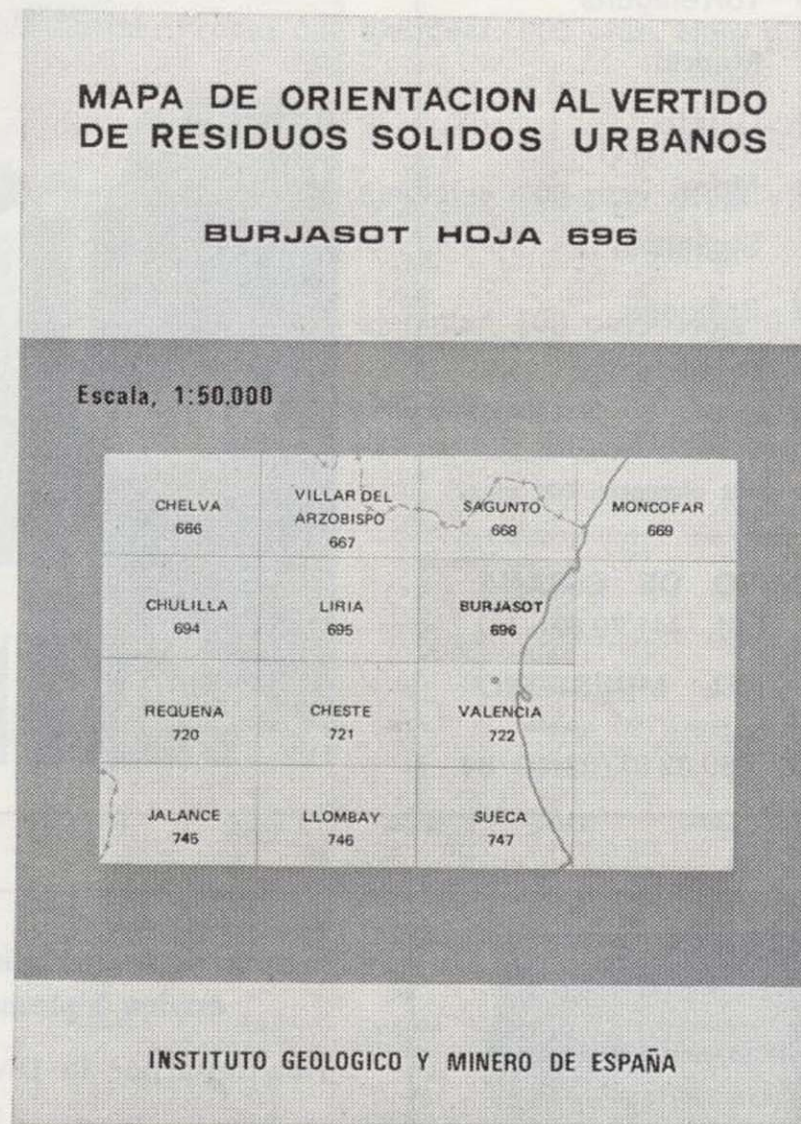 MAPA DE ORIENTACION AL VERTIDO
DE RESIDUOS SOLIDOS URBANOS
BURJASOT HOJA 696
Escala, 1:50.000
CHELVA
666
VILLAR DEL
ARZOBISPO
667
SAGUNTO
668
MONCOFAR
669
CHULILLA
694
LIRIA
695
BURJASOT
696
REQUENA
720
CHESTE
721
VALENCIA
722
JALANCE
745
LLOMBAY
746
SUECA
747
INSTITUTO GEOLOGICO Y MINERO DE ESPAÑA